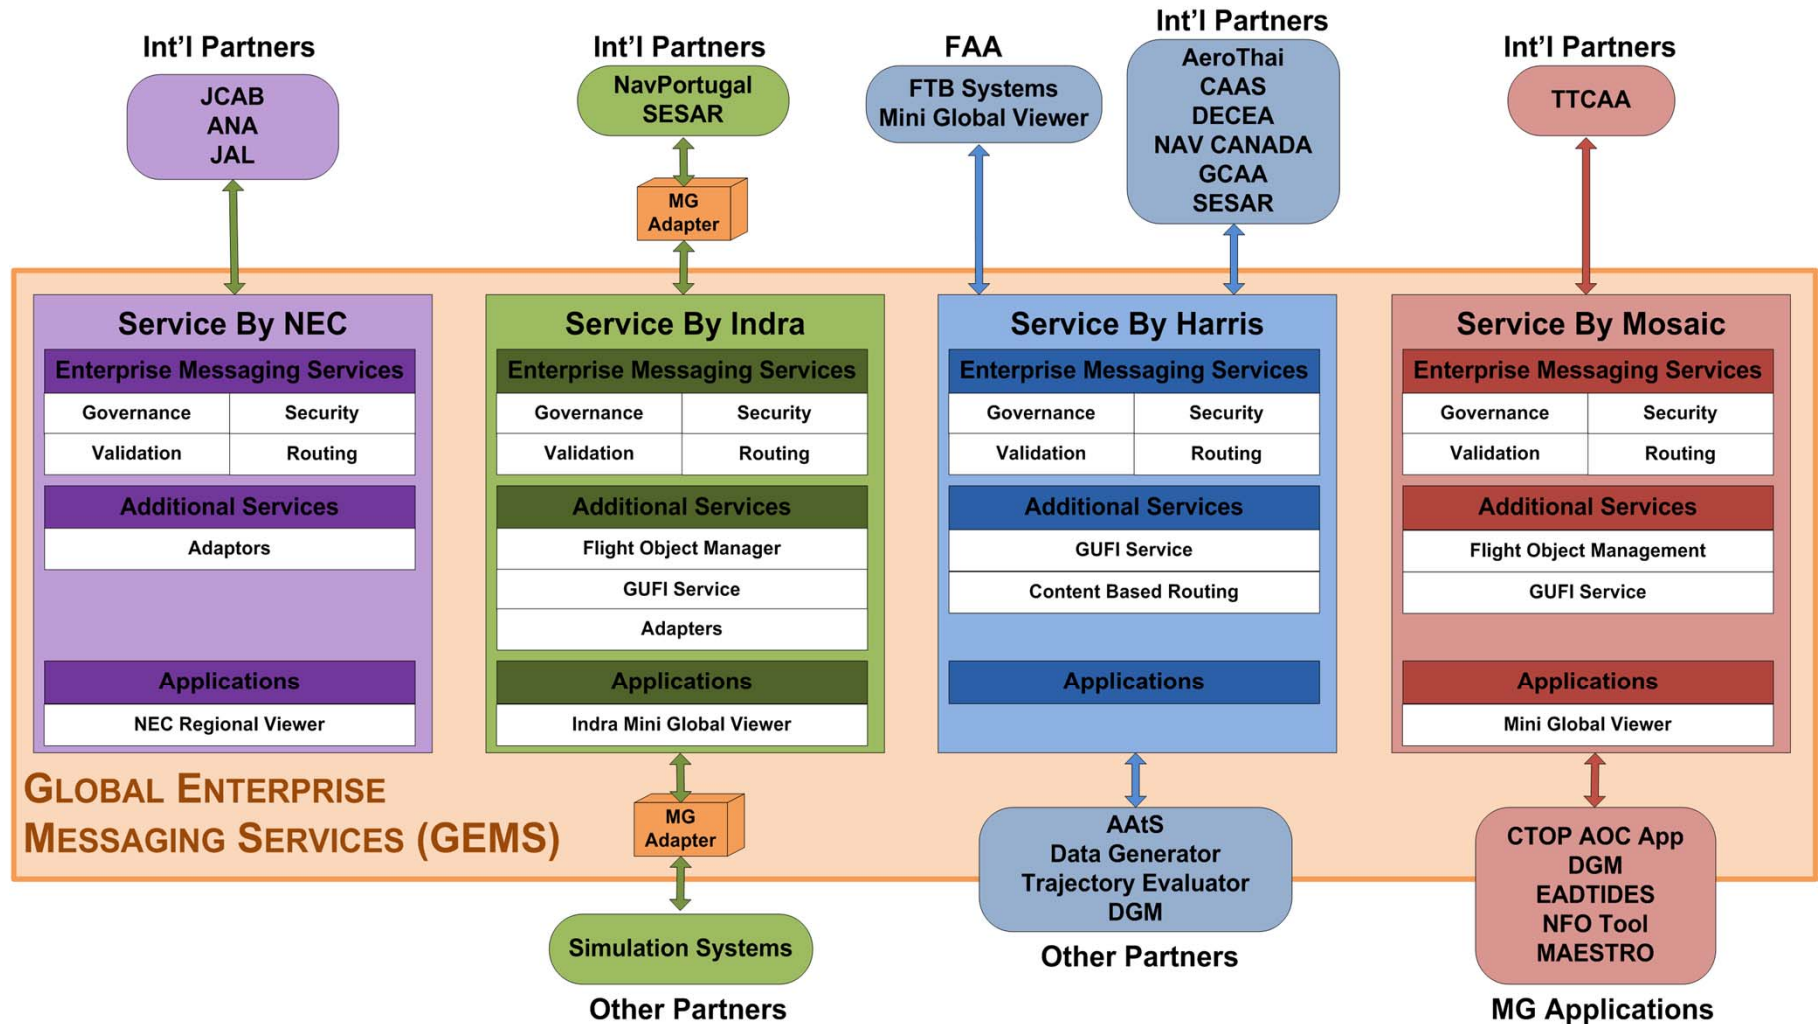 Int'l Partners
JCAB
ANA
JAL
Int'l Partners
NavPortugal
SESAR
MG
Adapter
FAA
FTB Systems
Mini Global Viewer
Int'l Partners
AeroThai
CAAS
DECEA
NAV CANADA
GCAA
SESAR
Int'l Partners
TTCAA
Service By NEC
Enterprise Messaging Services
Governance
Security
Validation
Routing
Additional Services
Adaptors
Applications
NEC Regional Viewer
Service By Indra
Enterprise Messaging Services
Governance
Security
Validation
Routing
Additional Services
Flight Object Manager
GUFI Service
Adapters
Applications
Indra Mini Global Viewer
Service By Harris
Enterprise Messaging Services
Governance
Security
Validation
Routing
Additional Services
GUFI Service
Content Based Routing
Applications
Service By Mosaic
Enterprise Messaging Services
Governance
Security
Validation
Routing
Additional Services
Flight Object Management
GUFI Service
Applications
Mini Global Viewer
GLOBAL ENTERPRISE
MESSAGING SERVICES (GEMS)
MG
Adapter
Simulation Systems
Other Partners
AAtS
Data Generator
Trajectory Evaluator
DGM
Other Partners
CTOP AOC App
DGM
EADTIDES
NFO Tool
MAESTRO
MG Applications